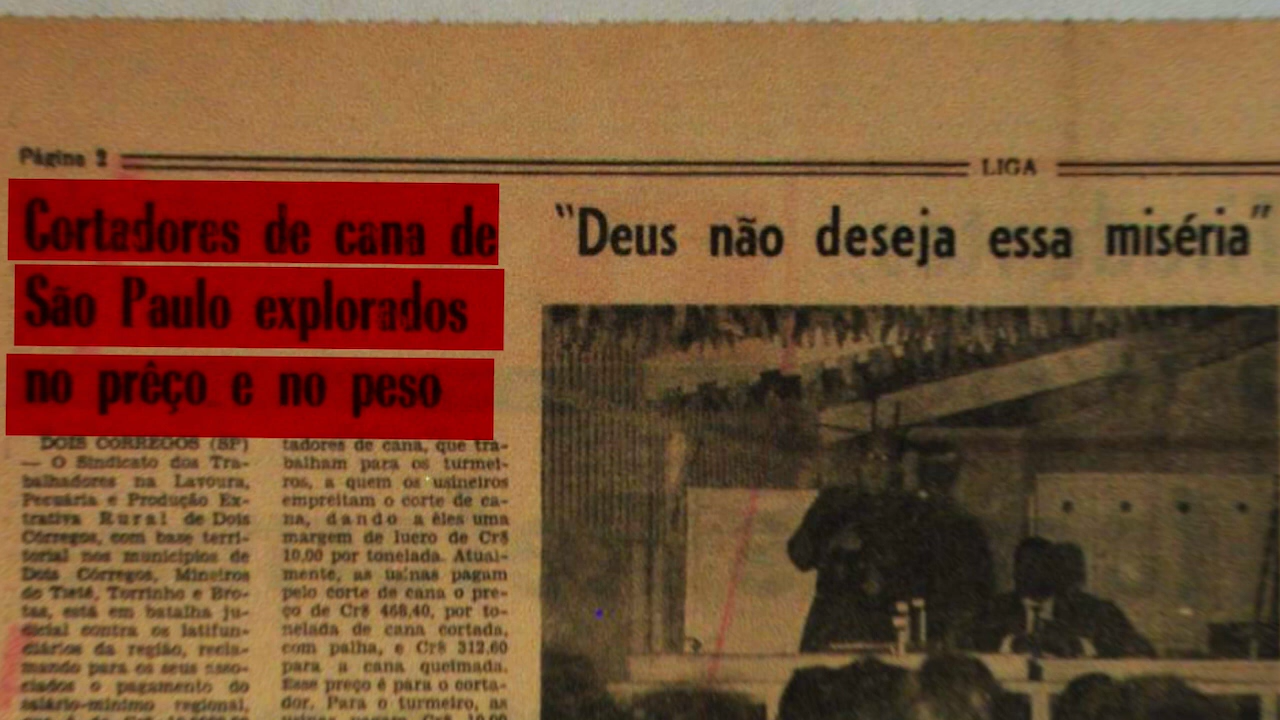 Página 2
LIGA
Cortadores de cana de
São Paulo explorados
no prêço e no peso
"Deus não deseja essa miséria"
DOIS CORREGOS (SP)
— O Sindicato dos Tra-
balhadores na Lavoura,
Pecuária e Produção Ex-
trativa Rural de Dois
Córregos, com base terri-
torial nos municípios de
Dois Córregos, Mineiros
do Tietê, Torrinho e Bro-
tas, está em batalha ju-
dicial contra os latifun-
diários da região, recla-
mando para os seus asso-
ciados o pagamento do
salário-mínimo regional,
tadores de cana, que tra-
balham para os turmei-
ros, a quem os usineiros
empreitam o corte de ca-
na, dando a êles uma
margem de lucro de Cr$
10,00 por tonelada. Atual-
mente, as usinas pagam
pelo corte de cana o pre-
ço de Cr$ 468,40, por to-
nelada de cana cortada,
com palha, e Cr$ 312,60
para a cana queimada.
Esse preço é para o corta-
dor. Para o turmeiro, as
usinas pagam Cr$ 10,00